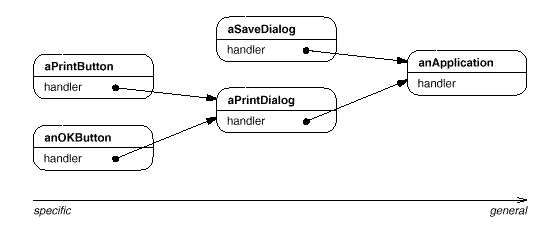 aSaveDialog
handler
aPrintButton
handler
anApplication
handler
aPrintDialog
handler
anOKButton
handler
specific
general